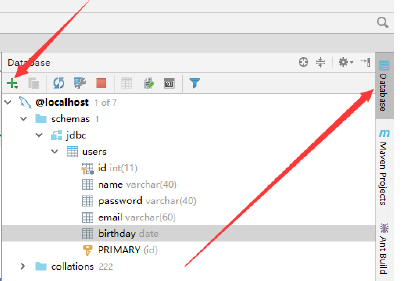 Database
@localhost 1 of 7
schemas 1
jdbc
users
id int(11)
name varchar(40)
password varchar(40)
email varchar(60)
birthday date
PRIMARY (id)
collations 222
Database
Maven Projects
Ant Build